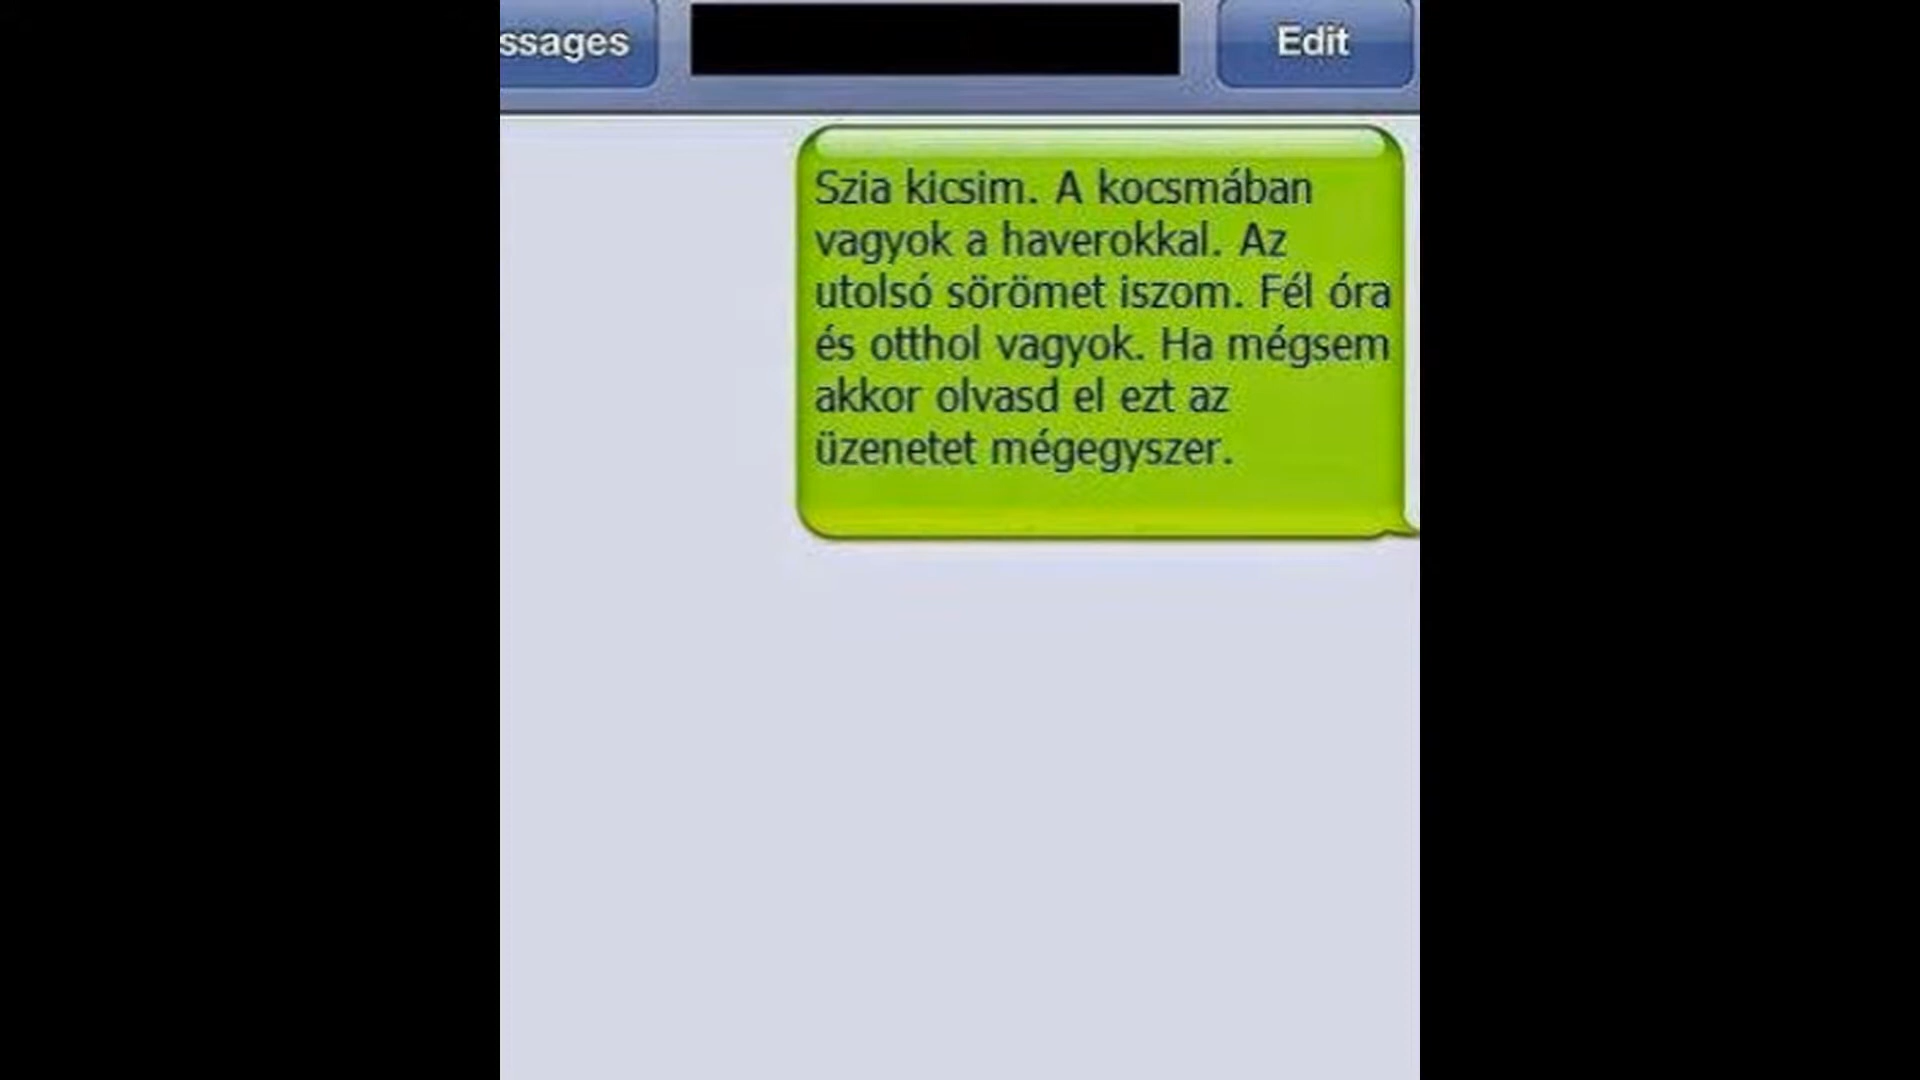 ssages
Edit
Szia kicsim. A kocsmában
vagyok a haverokkal. Az
utolsó sörömet iszom. Fél óra
és otthol vagyok. Ha mégsem
akkor olvasd el ezt az
üzenetet mégegyszer.